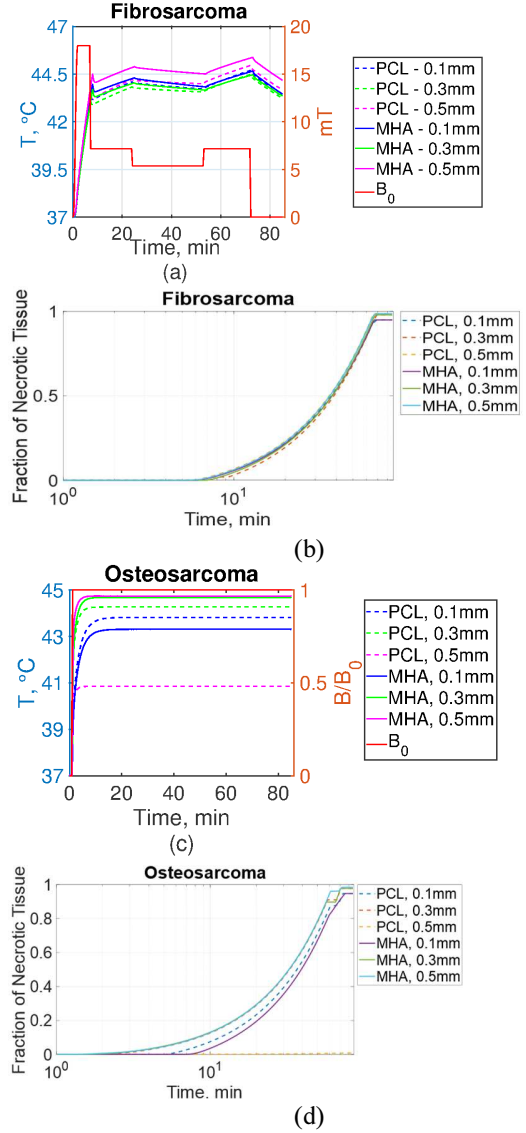 Fibrosarcoma
47
44.5
42
39.5
37
T, °C
20
15
10
5
0
mT
0
20
40
60
80
Time, min
PCL - 0.1mm
PCL - 0.3mm
PCL - 0.5mm
MHA - 0.1mm
MHA - 0.3mm
MHA - 0.5mm
B0
(a)
Fibrosarcoma
Fraction of Necrotic Tissue
1
0.5
0
10^0
10^1
Time, min
PCL, 0.1mm
PCL, 0.3mm
PCL, 0.5mm
MHA, 0.1mm
MHA, 0.3mm
MHA, 0.5mm
(b)
Osteosarcoma
45
43
41
39
37
T, °C
1
0.5
0
B/B0
0
20
40
60
80
Time, min
PCL, 0.1mm
PCL, 0.3mm
PCL, 0.5mm
MHA, 0.1mm
MHA, 0.3mm
MHA, 0.5mm
B0
(c)
Osteosarcoma
Fraction of Necrotic Tissue
1
0.8
0.6
0.4
0.2
0
10^0
10^1
Time. min
PCL, 0.1mm
PCL, 0.3mm
PCL, 0.5mm
MHA, 0.1mm
MHA, 0.3mm
MHA, 0.5mm
(d)